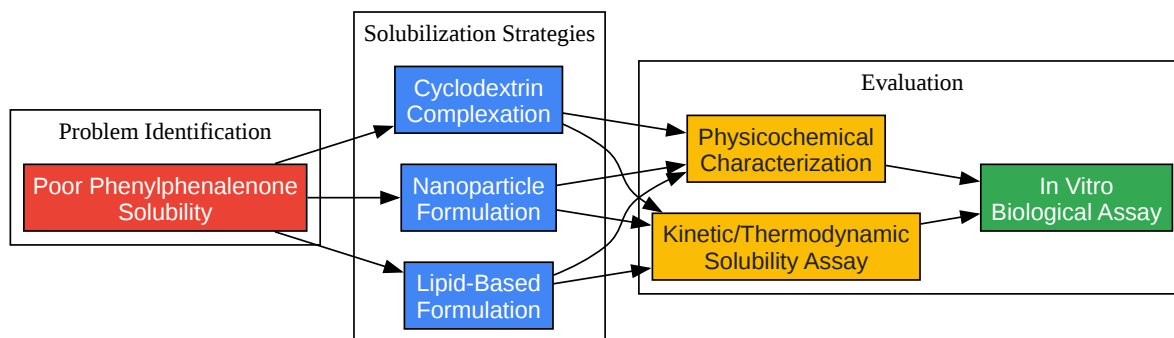 Problem Identification
Poor Phenylphenalenone
Solubility
Solubilization Strategies
Cyclodextrin
Complexation
Nanoparticle
Formulation
Lipid-Based
Formulation
Evaluation
Physicochemical
Characterization
Kinetic/Thermodynamic
Solubility Assay
In Vitro
Biological Assay